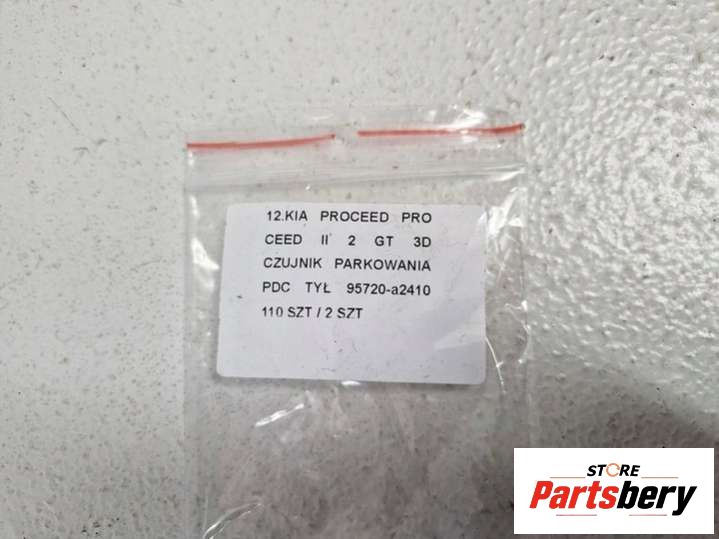 12.KIA PROCEED PRO
CEED II 2 GT 3D
CZUJNIK PARKOWANIA
PDC TYŁ 95720-a2410
110 SZT / 2 SZT
STORE
Partsbery